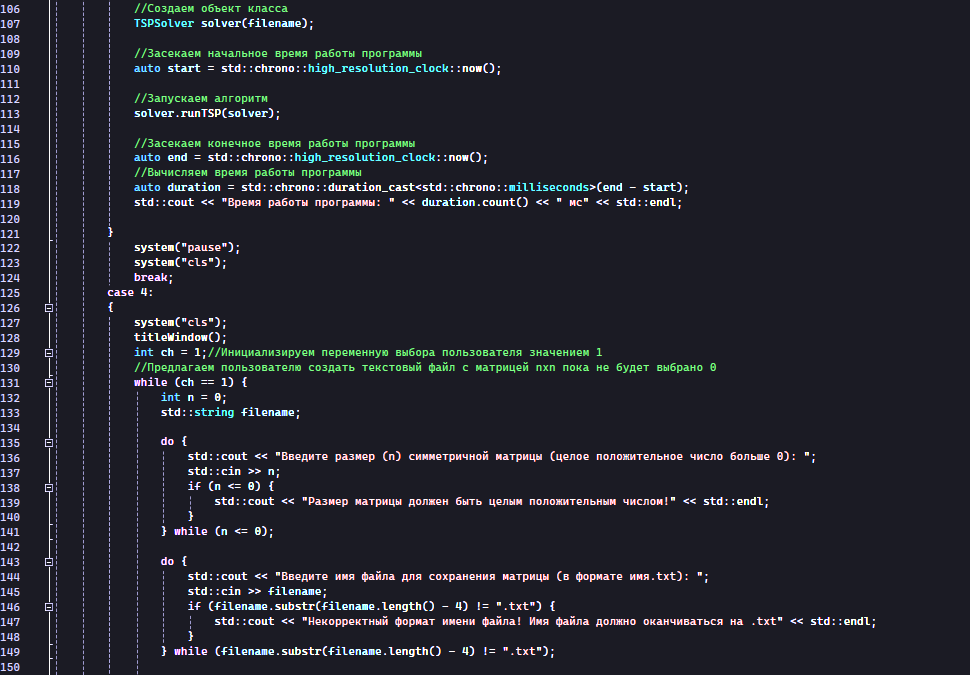 106 //Создаем объект класса
107 TSPSolver solver(filename);
108
109 //Засекаем начальное время работы программы
110 auto start = std::chrono::high_resolution_clock::now();
111
112 //Запускаем алгоритм
113 solver.runTSP(solver);
114
115 //Засекаем конечное время работы программы
116 auto end = std::chrono::high_resolution_clock::now();
117 //Вычисляем время работы программы
118 auto duration = std::chrono::duration_cast<std::chrono::milliseconds>(end - start);
119 std::cout << "Время работы программы: " << duration.count() << " мс" << std::endl;
120
121 }
122 system("pause");
123 system("cls");
124 break;
125 case 4:
126 {
127 system("cls");
128 titleWindow();
129 int ch = 1;//Инициализируем переменную выбора пользователя значением 1
130 //Предлагаем пользователю создать текстовый файл с матрицей nxn пока не будет выбрано 0
131 while (ch == 1) {
132 int n = 0;
133 std::string filename;
134
135 do {
136 std::cout << "Введите размер (n) симметричной матрицы (целое положительное число больше 0): ";
137 std::cin >> n;
138 if (n <= 0) {
139 std::cout << "Размер матрицы должен быть целым положительным числом!" << std::endl;
140 }
141 } while (n <= 0);
142
143 do {
144 std::cout << "Введите имя файла для сохранения матрицы (в формате имя.txt): ";
145 std::cin >> filename;
146 if (filename.substr(filename.length() - 4) != ".txt") {
147 std::cout << "Некорректный формат имени файла! Имя файла должно оканчиваться на .txt" << std::endl;
148 }
149 } while (filename.substr(filename.length() - 4) != ".txt");
150